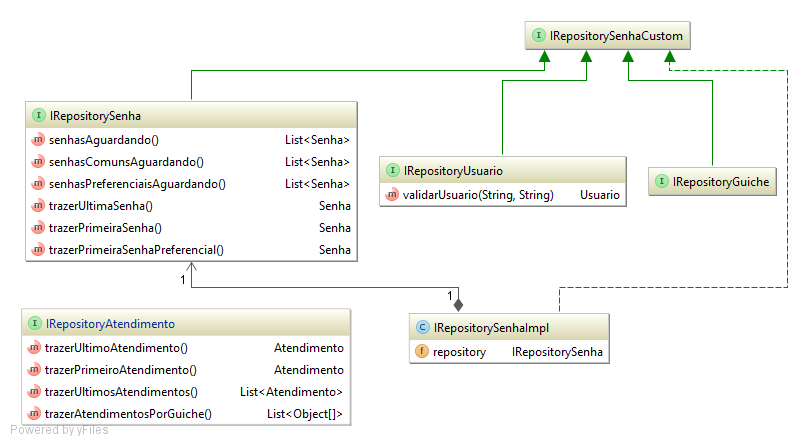 I IRepositorySenhaCustom
I IRepositorySenha
m senhasAguardando() List<Senha>
m senhasComunsAguardando() List<Senha>
m senhasPreferenciaisAguardando() List<Senha>
m trazerUltimaSenha() Senha
m trazerPrimeiraSenha() Senha
m trazerPrimeiraSenhaPreferencial() Senha
I IRepositoryUsuario
m validarUsuario(String, String) Usuario
I IRepositoryGuiche
1
1
I IRepositoryAtendimento
m trazerUltimoAtendimento() Atendimento
m trazerPrimeiroAtendimento() Atendimento
m trazerUltimosAtendimentos() List<Atendimento>
m trazerAtendimentosPorGuiche() List<Object[]>
C IRepositorySenhaImpl
f repository IRepositorySenha
Powered by yFiles